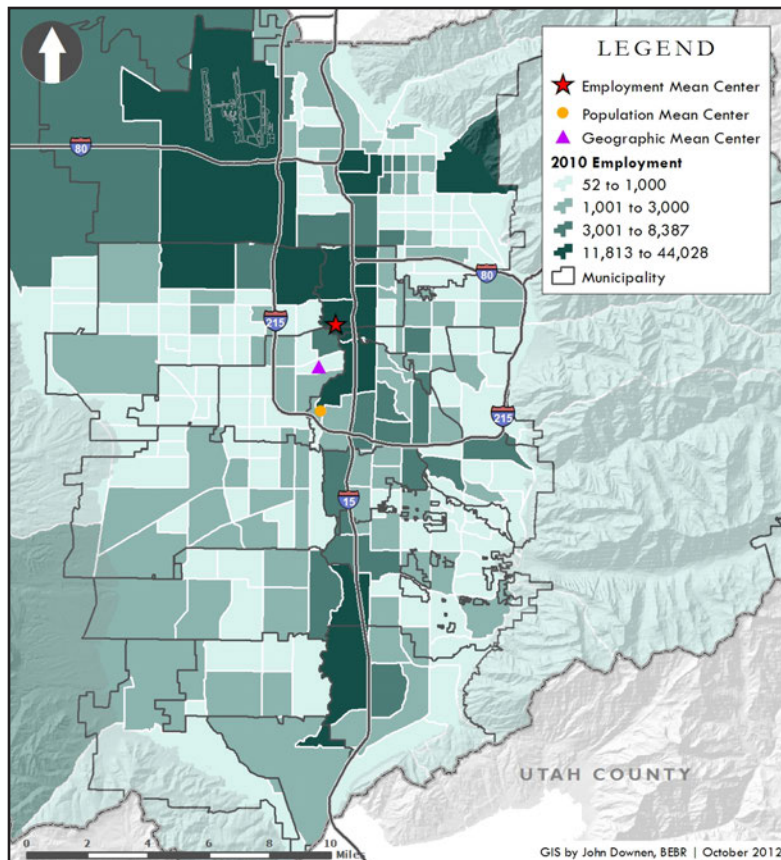 LEGEND
Employment Mean Center
Population Mean Center
Geographic Mean Center
2010 Employment
52 to 1,000
1,001 to 3,000
3,001 to 8,387
11,813 to 44,028
Municipality
80
80
215
215
15
UTAH COUNTY
0 2 4 6 8 10
Miles
GIS by John Downen, BEBR | October 2012